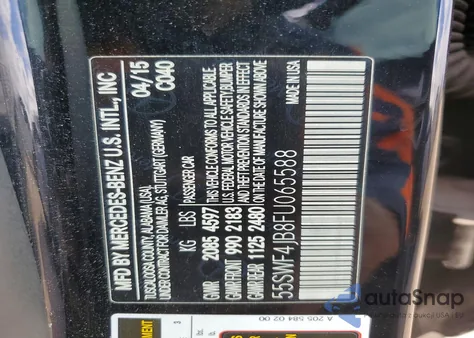 MFD BY MERCEDES-BENZ U.S. INTL., INC
TUSCALOOSA COUNTY, ALABAMA (USA)
SUBCONTRACTOR FOR DAIMLER AG, STUTTGART (GERMANY)
04/15
C040
KG LBS PASSENGER CAR
GVWR 2085 4597
GAWR FRONT 990 2183
GAWR REAR 1125 2480
THIS VEHICLE CONFORMS TO ALL APPLICABLE
U.S. FEDERAL MOTOR VEHICLE SAFETY, BUMPER
AND THEFT PREVENTION STANDARDS IN EFFECT
ON THE DATE OF MANUFACTURE SHOWN ABOVE
55SWF4JB8FU065588
MADE IN USA
A 205 584 02 00
autoSnap